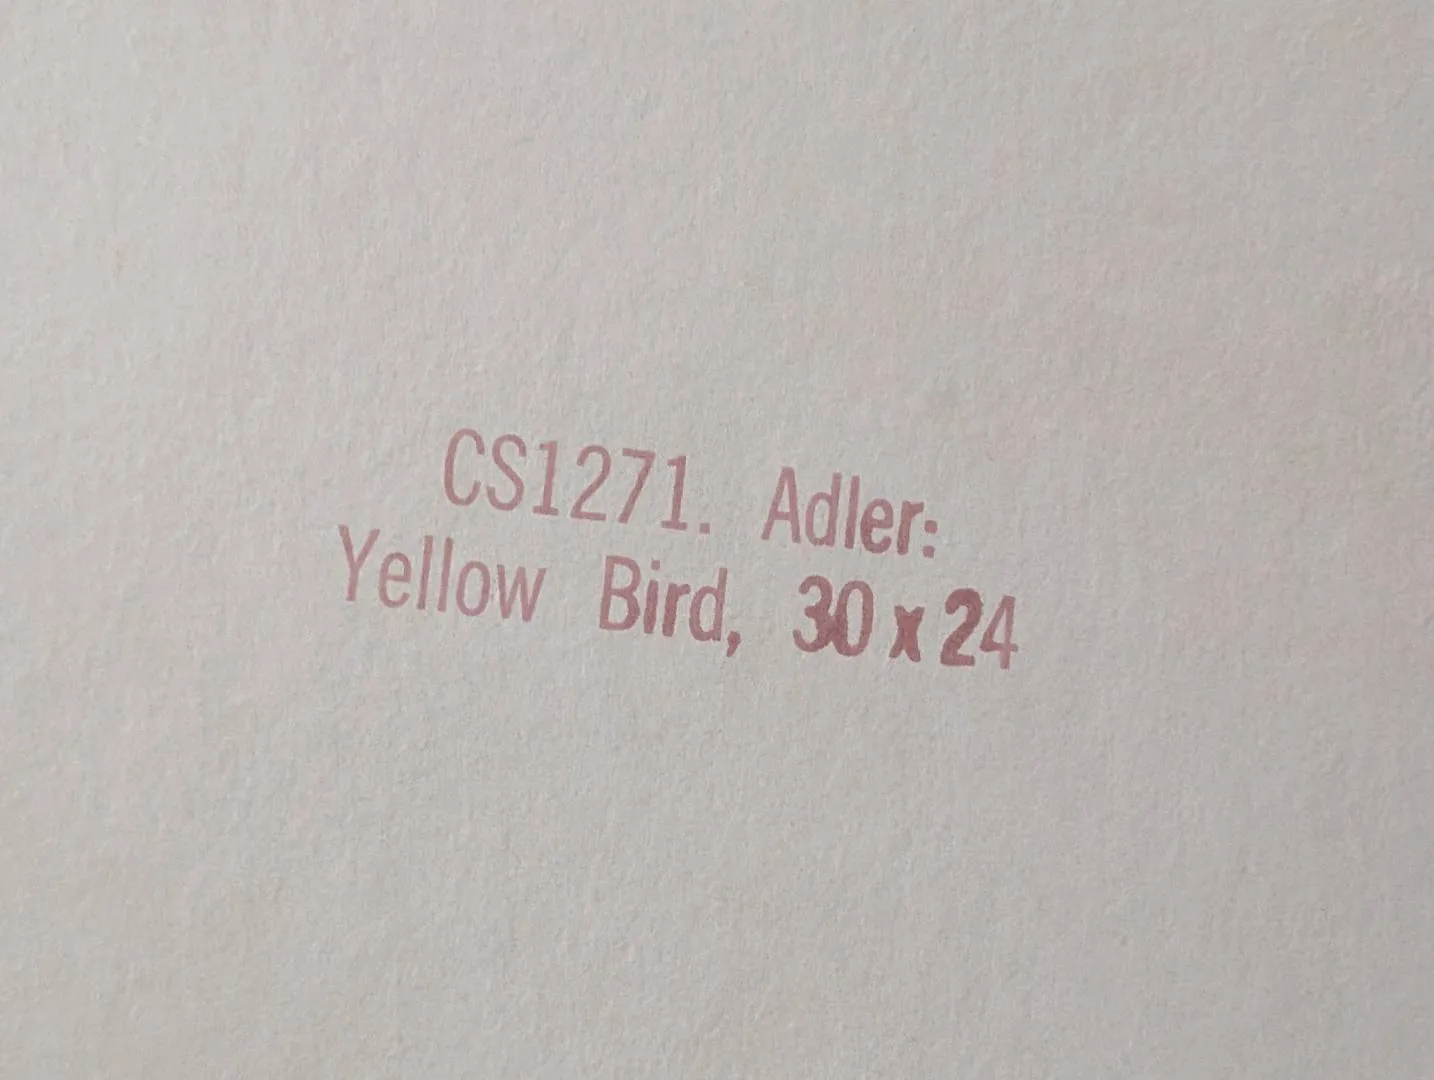 CS1271. Adler:
Yellow Bird, 30 x 24